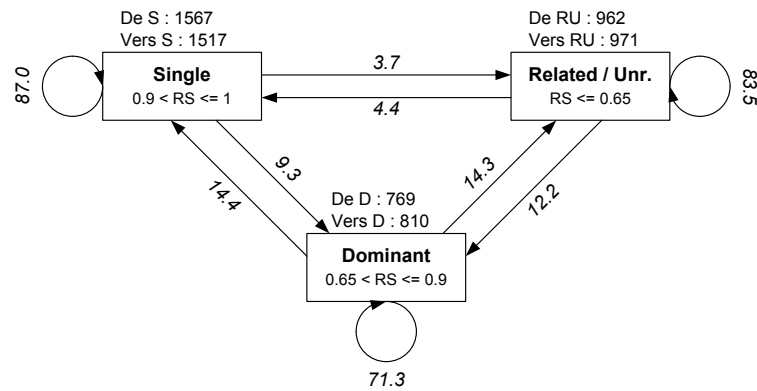 De S : 1567
Vers S : 1517
De RU : 962
Vers RU : 971
87.0
Single
0.9 < RS <= 1
3.7
4.4
Related / Unr.
RS <= 0.65
83.5
14.4
9.3
14.3
12.2
De D : 769
Vers D : 810
Dominant
0.65 < RS <= 0.9
71.3